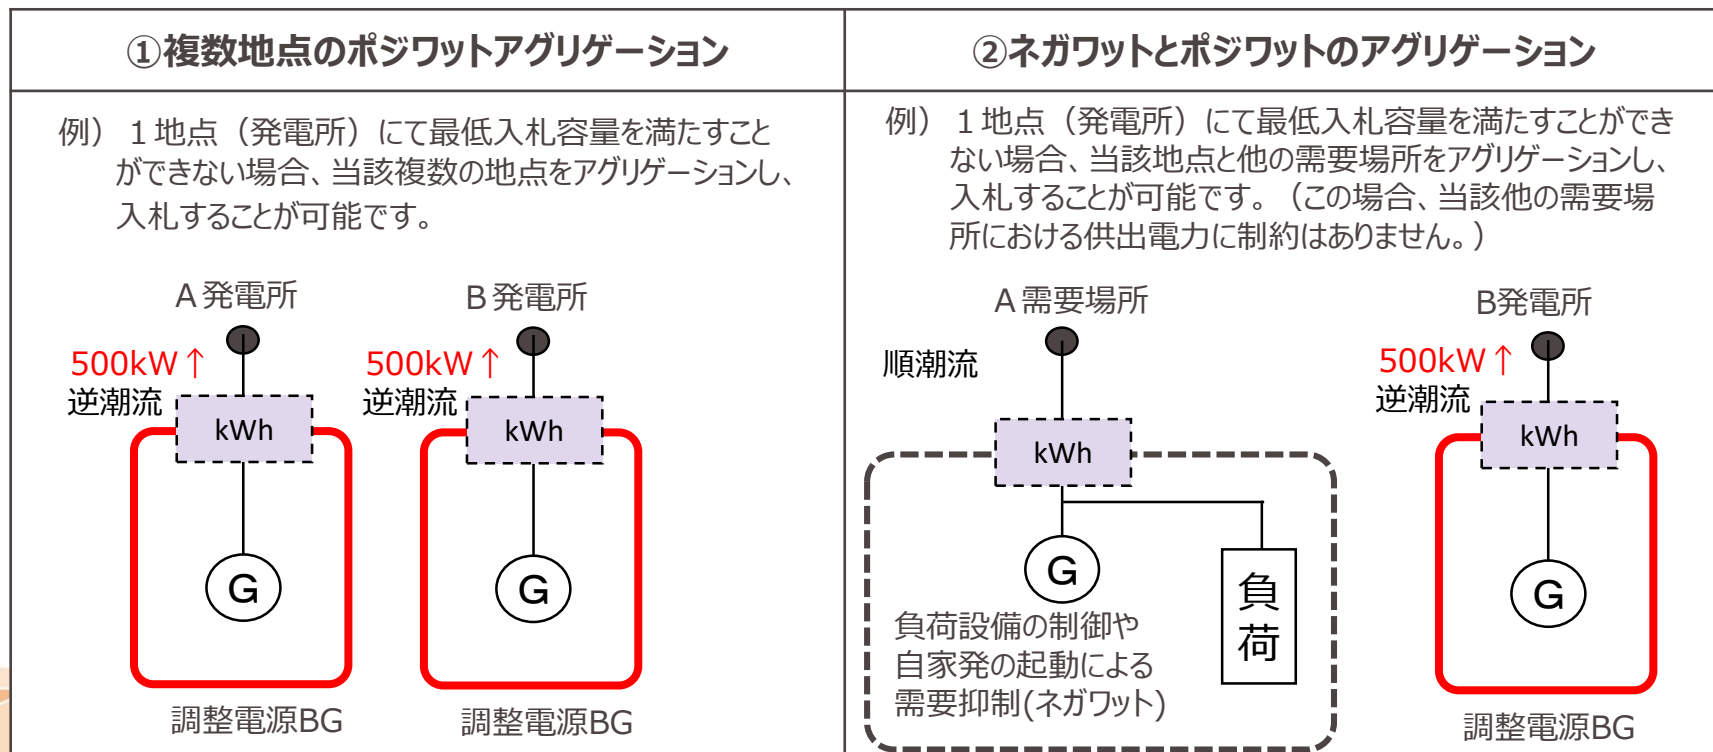 ①複数地点のポジワットアグリゲーション
例） １地点（発電所）にて最低入札容量を満たすこと
ができない場合、当該複数の地点をアグリゲーションし、
入札することが可能です。
A 発電所
B 発電所
500kW↑
逆潮流
500kW↑
逆潮流
kWh
kWh
G
G
調整電源BG
調整電源BG
②ネガワットとポジワットのアグリゲーション
例） １地点（発電所）にて最低入札容量を満たすことができ
ない場合、当該地点と他の需要場所をアグリゲーションし、
入札することが可能です。（この場合、当該他の需要場
所における供出電力に制約はありません。）
A 需要場所
B発電所
順潮流
500kW↑
逆潮流
kWh
kWh
G
負荷
G
負荷設備の制御や
自家発の起動による
需要抑制(ネガワット)
調整電源BG